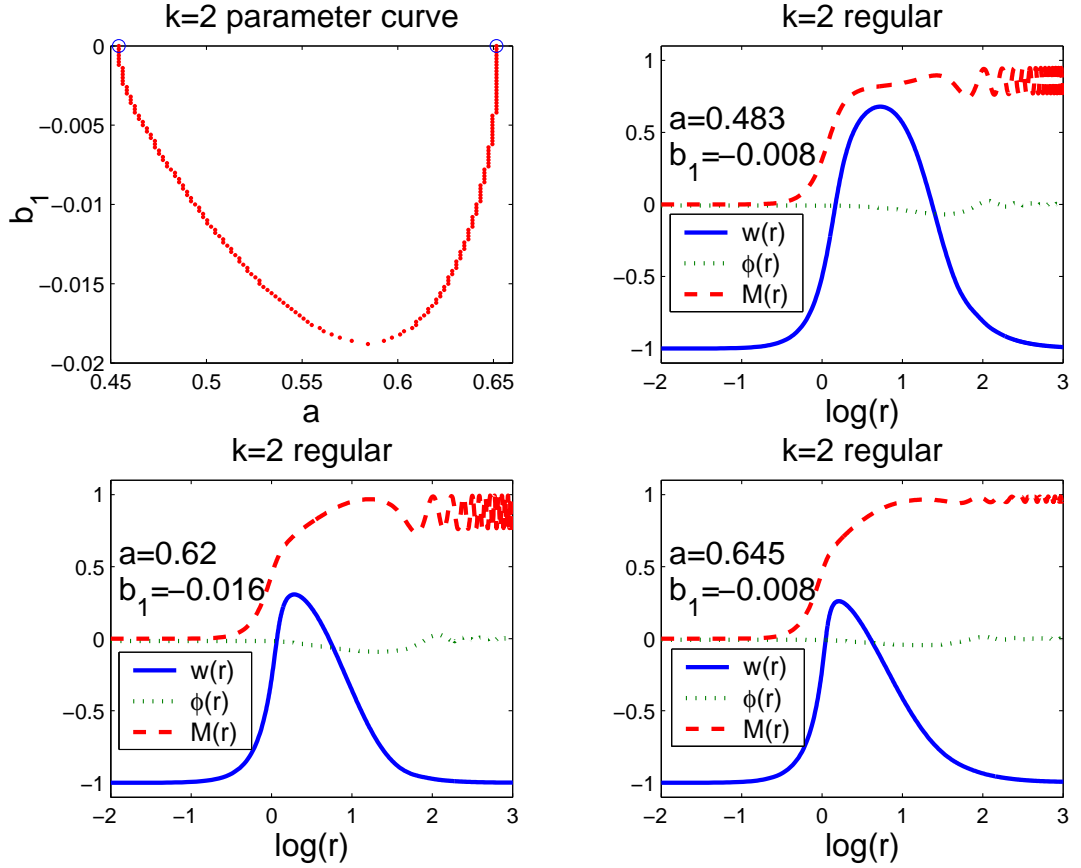 k=2 parameter curve
0
−0.005
−0.01
−0.015
−0.02
b_1
0.45
0.5
0.55
0.6
0.65
a
k=2 regular
1
0.5
0
−0.5
−1
a=0.483
b_1=−0.008
w(r)
ϕ(r)
M(r)
−2
−1
0
1
2
3
log(r)
k=2 regular
1
0.5
0
−0.5
−1
a=0.62
b_1=−0.016
w(r)
ϕ(r)
M(r)
−2
−1
0
1
2
3
log(r)
k=2 regular
1
0.5
0
−0.5
−1
a=0.645
b_1=−0.008
w(r)
ϕ(r)
M(r)
−2
−1
0
1
2
3
log(r)